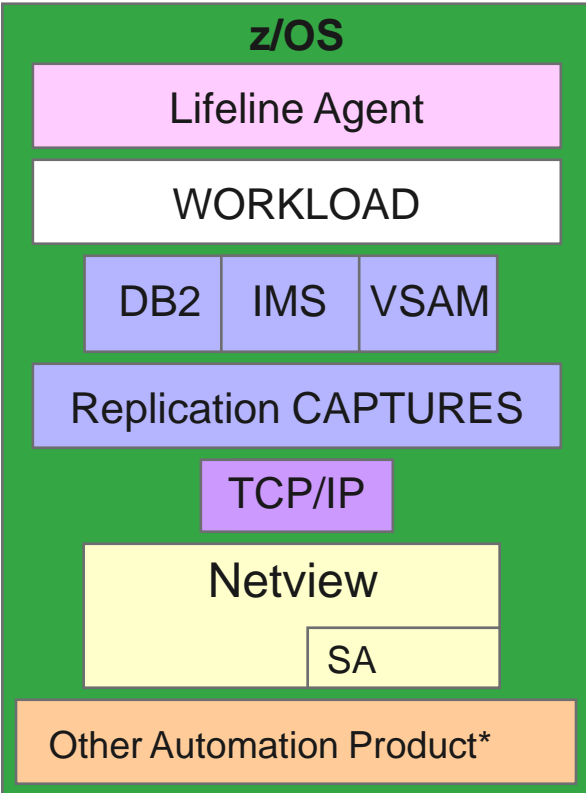 z/OS
Lifeline Agent
WORKLOAD
DB2 IMS VSAM
Replication CAPTURES
TCP/IP
Netview
SA
Other Automation Product*